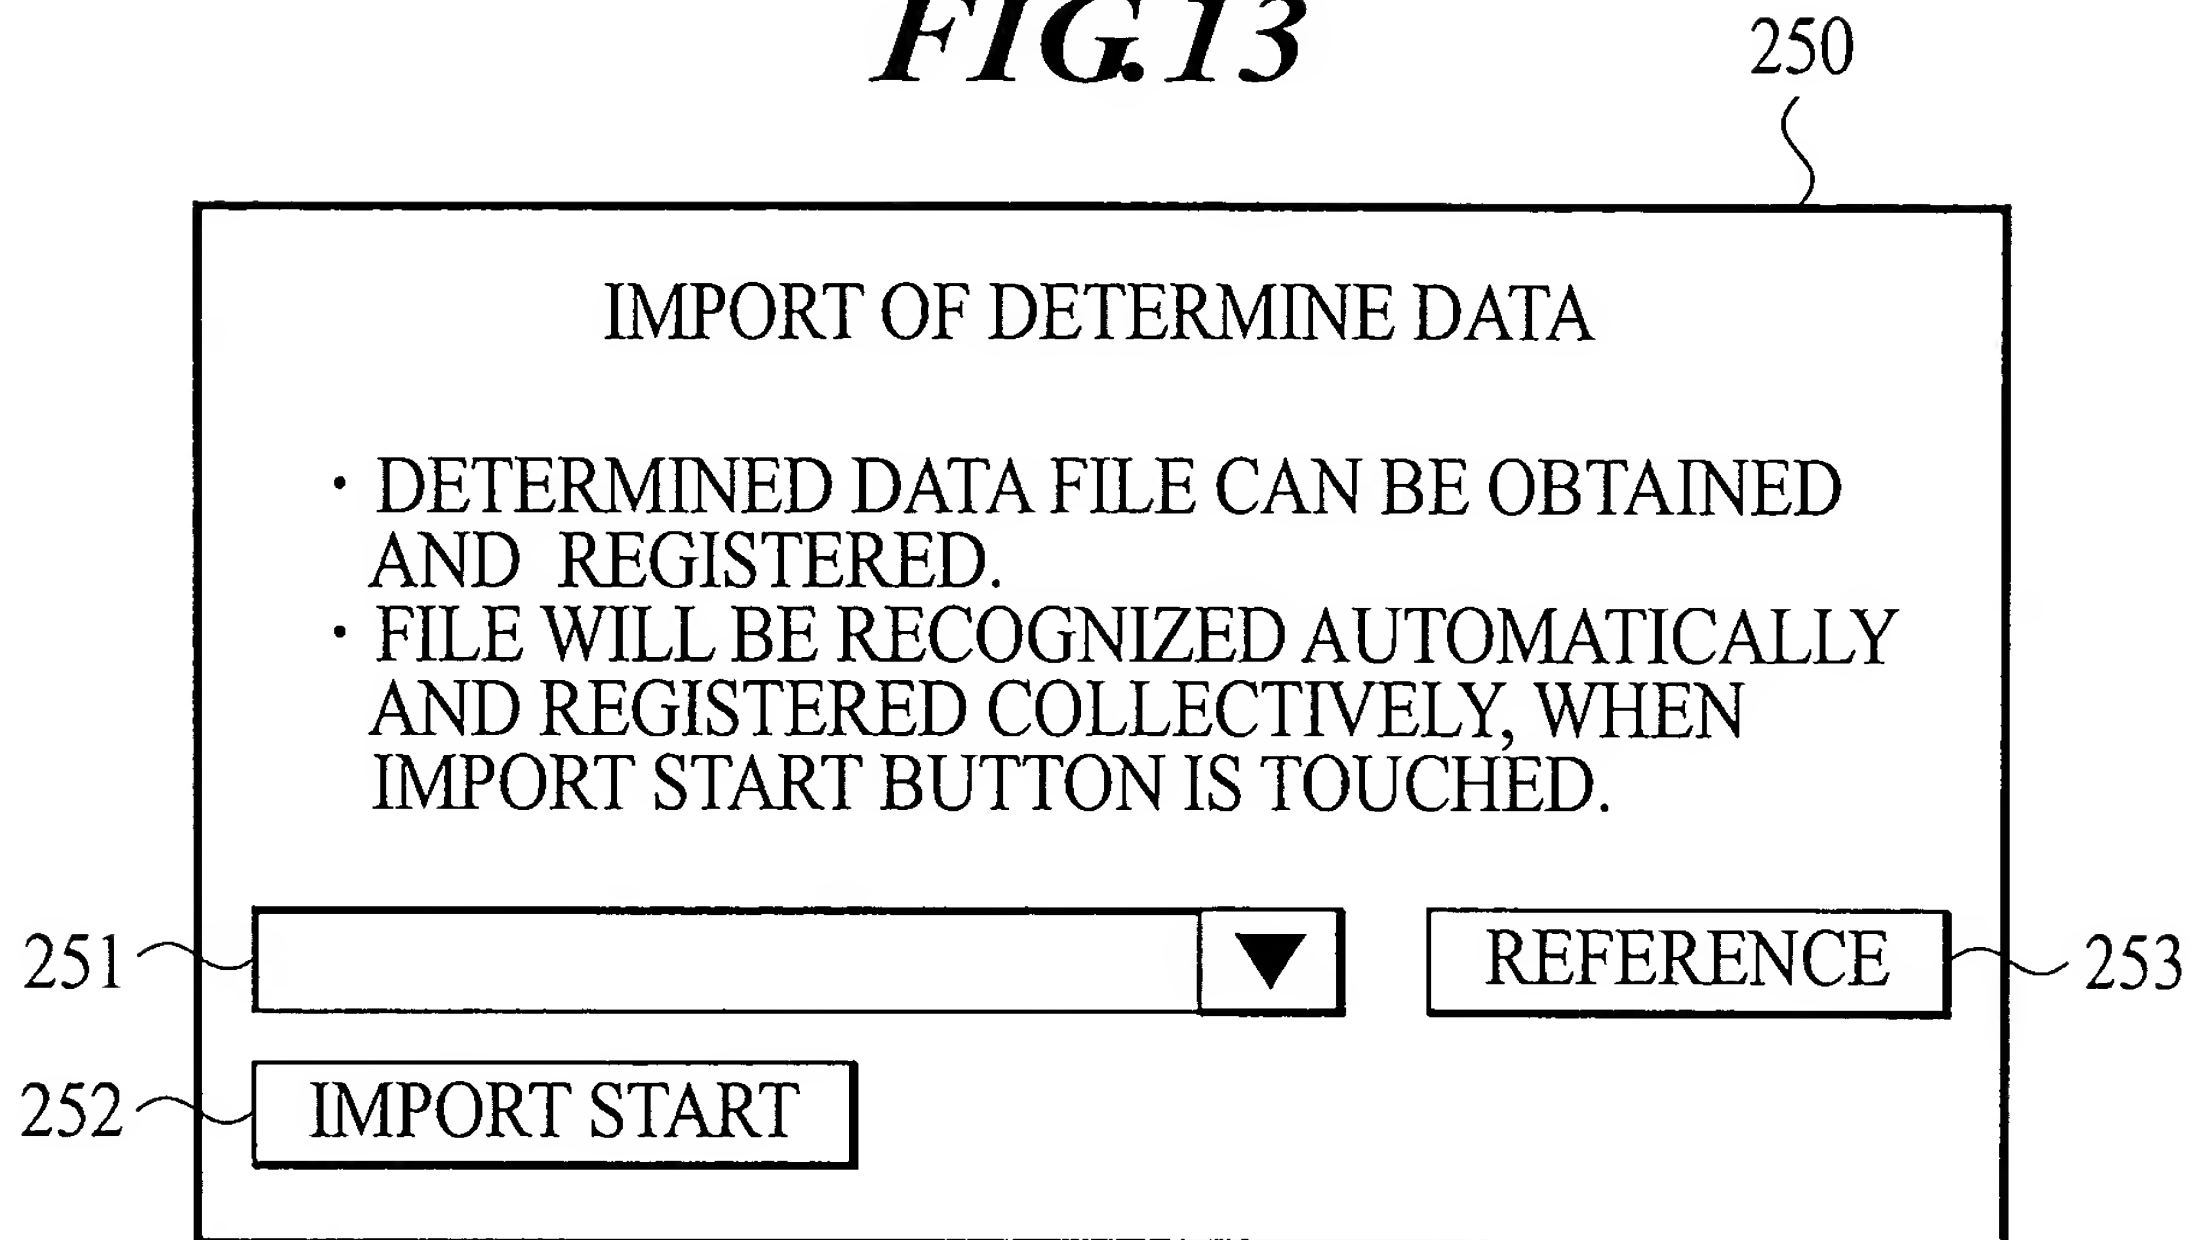 FIG.13
250
IMPORT OF DETERMINE DATA
· DETERMINED DATA FILE CAN BE OBTAINED
AND REGISTERED.
· FILE WILL BE RECOGNIZED AUTOMATICALLY
AND REGISTERED COLLECTIVELY, WHEN
IMPORT START BUTTON IS TOUCHED.
251
▼
REFERENCE
253
252
IMPORT START